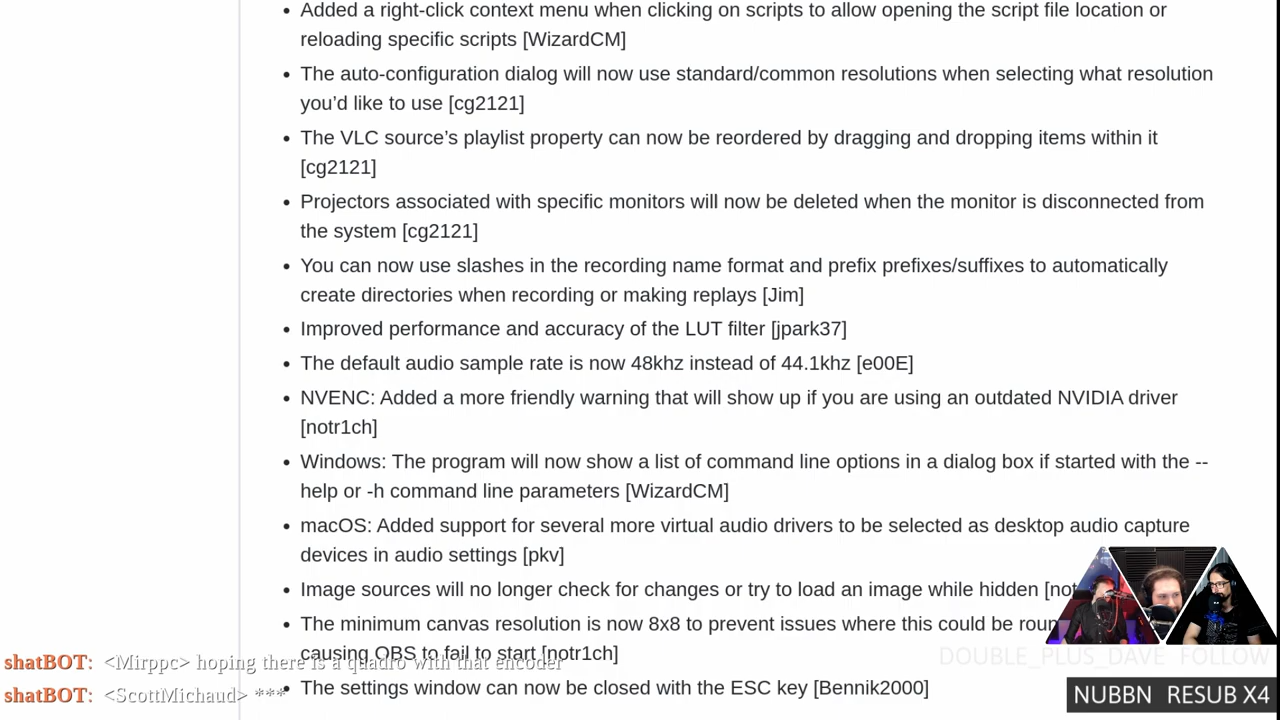 Added a right-click context menu when clicking on scripts to allow opening the script file location or
reloading specific scripts [WizardCM]
The auto-configuration dialog will now use standard/common resolutions when selecting what resolution
you’d like to use [cg2121]
The VLC source’s playlist property can now be reordered by dragging and dropping items within it
[cg2121]
Projectors associated with specific monitors will now be deleted when the monitor is disconnected from
the system [cg2121]
You can now use slashes in the recording name format and prefix prefixes/suffixes to automatically
create directories when recording or making replays [Jim]
Improved performance and accuracy of the LUT filter [jpark37]
The default audio sample rate is now 48khz instead of 44.1khz [e00E]
NVENC: Added a more friendly warning that will show up if you are using an outdated NVIDIA driver
[notr1ch]
Windows: The program will now show a list of command line options in a dialog box if started with the --
help or -h command line parameters [WizardCM]
macOS: Added support for several more virtual audio drivers to be selected as desktop audio capture
devices in audio settings [pkv]
Image sources will no longer check for changes or try to load an image while hidden
The minimum canvas resolution is now 8x8 to prevent issues where this could be
causing OBS to fail to start [notr1ch]
shatBOT: <Mirppc> hoping there is a quadro with that encoder
DOUBLE_PLUS_DAVE FOLLOW
The settings window can now be closed with the ESC key [Bennik2000]
shatBOT: <ScottMichaud> ***
NUBBN RESUB X4